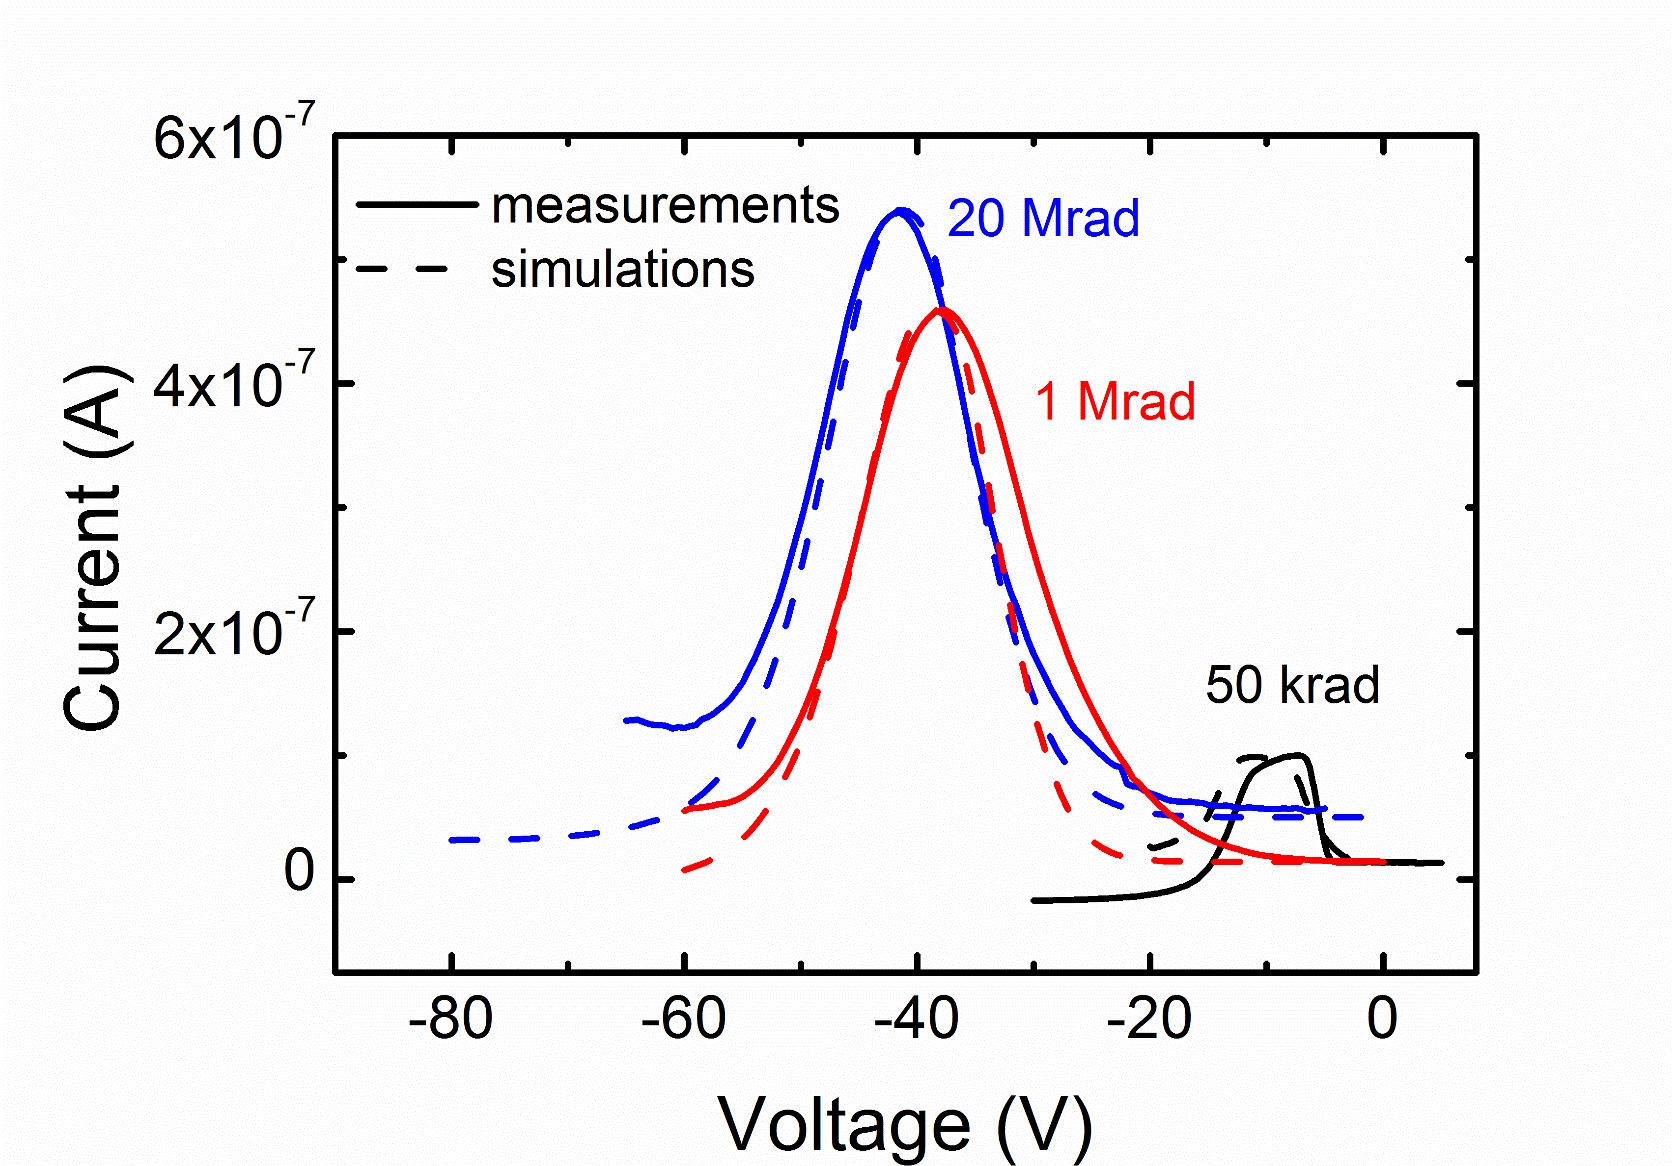 6x10⁻⁷
measurements
20 Mrad
simulations
4x10⁻⁷
1 Mrad
Current (A)
2x10⁻⁷
50 krad
0
-80 -60 -40 -20 0
Voltage (V)